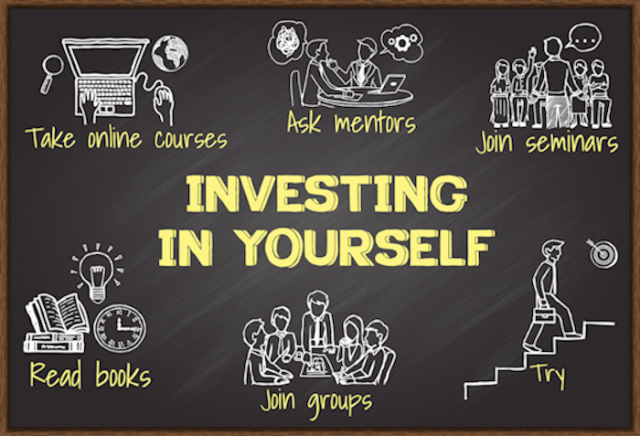 Take online courses
Ask mentors
Join seminars
INVESTING
IN YOURSELF
Read books
Join groups
Try